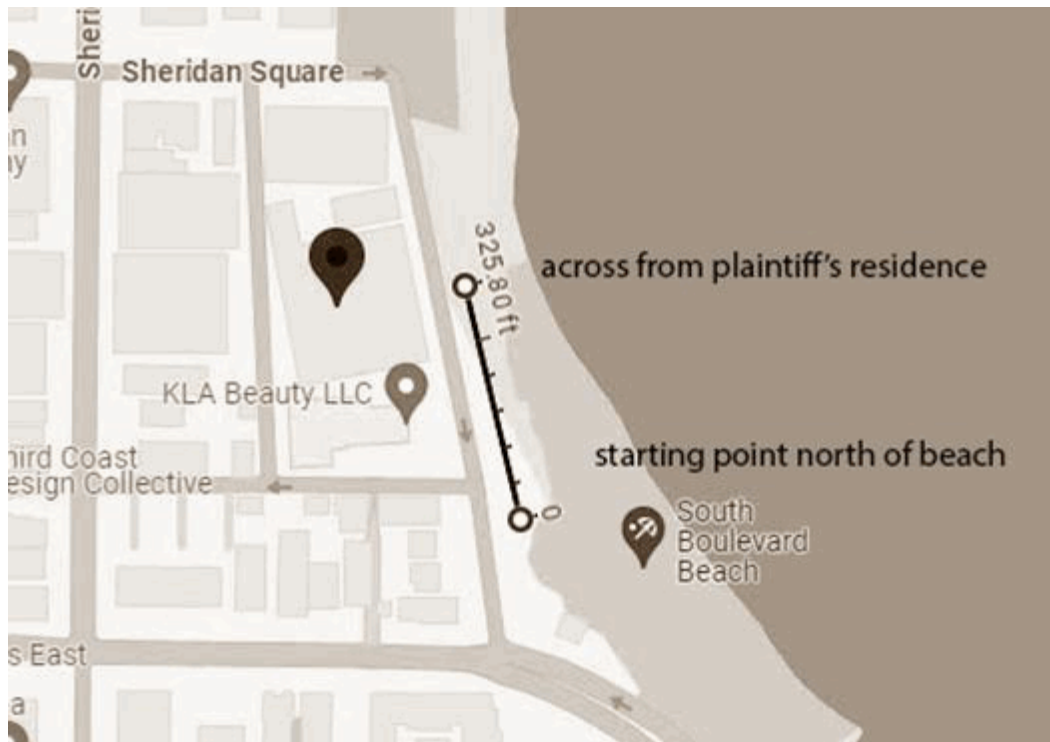 Sheri
Sheridan Square
an
325.80 ft
across from plaintiff's residence
KLA Beauty LLC
hird Coast
esign Collective
starting point north of beach
0
South
Boulevard
Beach
s East
a